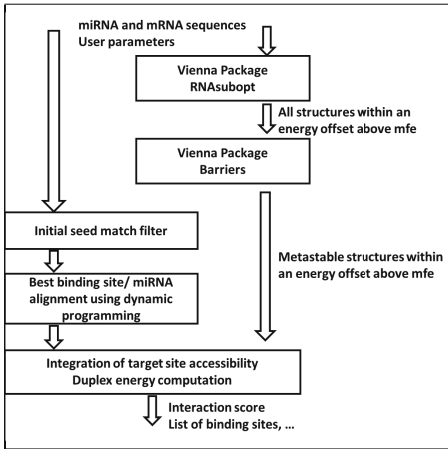 miRNA and mRNA sequences
User parameters
Vienna Package
RNAsubopt
All structures within an
energy offset above mfe
Vienna Package
Barriers
Initial seed match filter
Metastable structures within
an energy offset above mfe
Best binding site/ miRNA
alignment using dynamic
programming
Integration of target site accessibility
Duplex energy computation
Interaction score
List of binding sites, ...